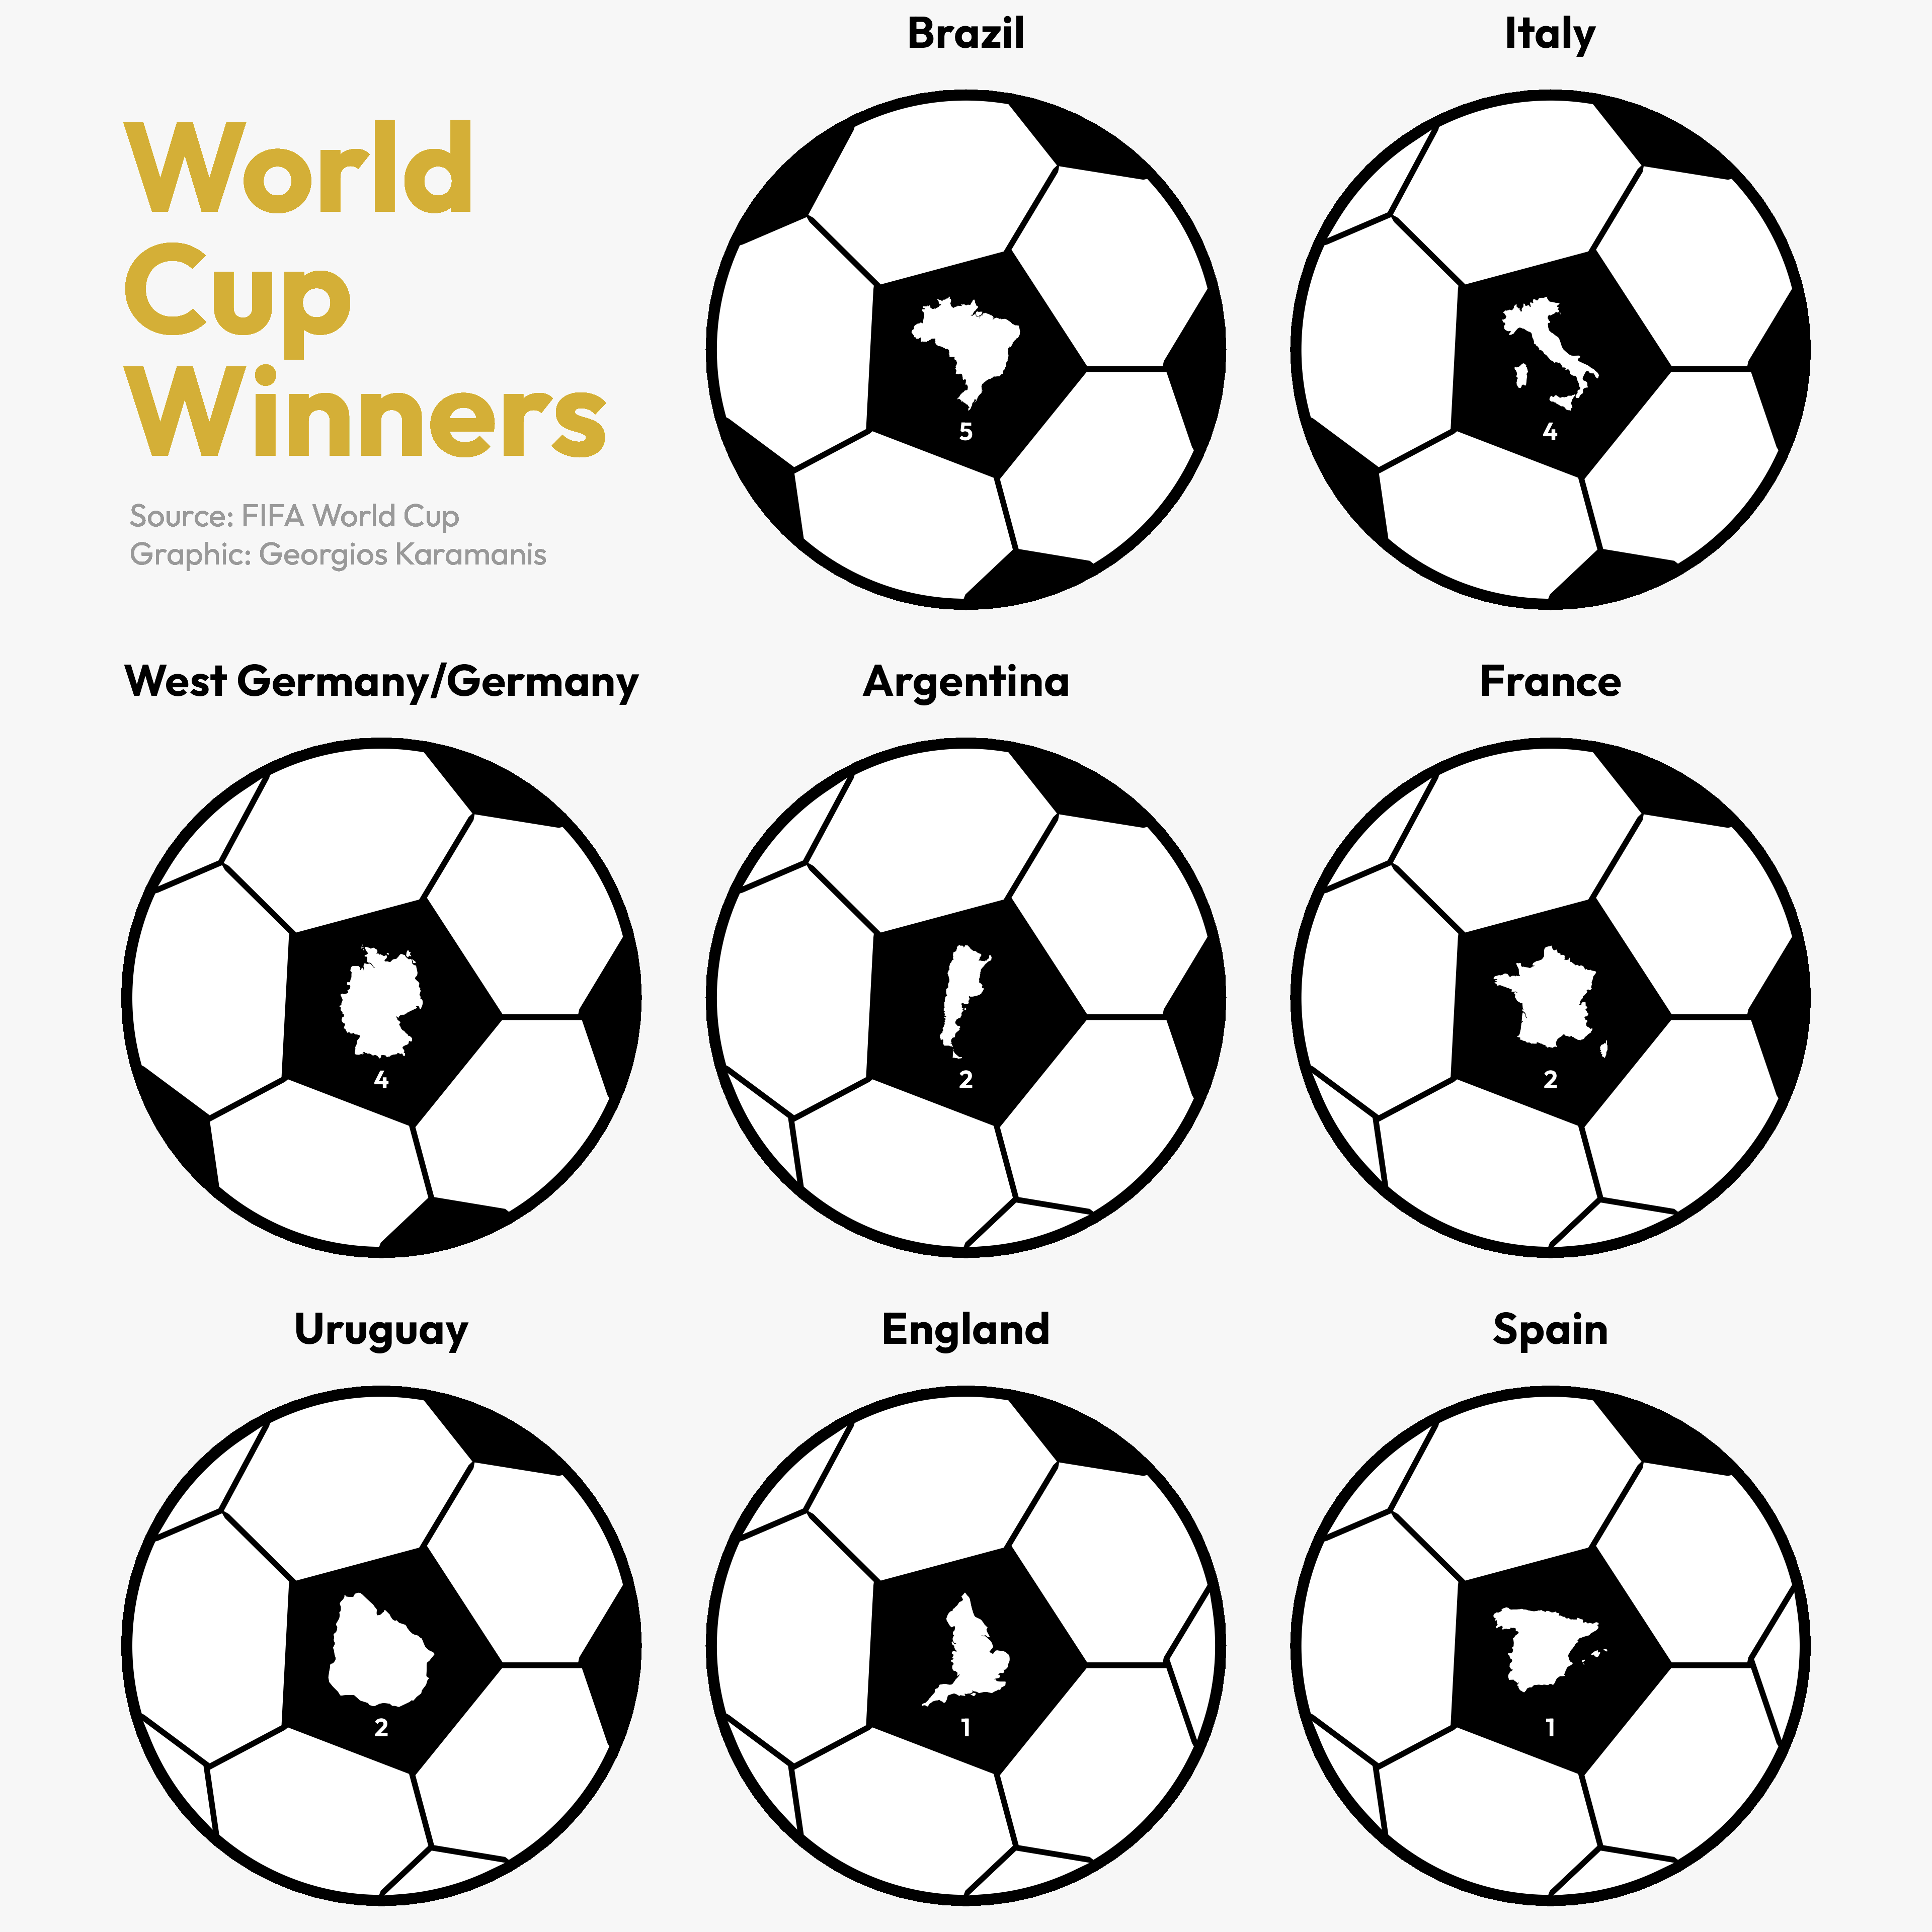 World
Cup
Winners
Source: FIFA World Cup
Graphic: Georgios Karamanis
Brazil
5
Italy
4
West Germany/Germany
4
Argentina
2
France
2
Uruguay
2
England
1
Spain
1